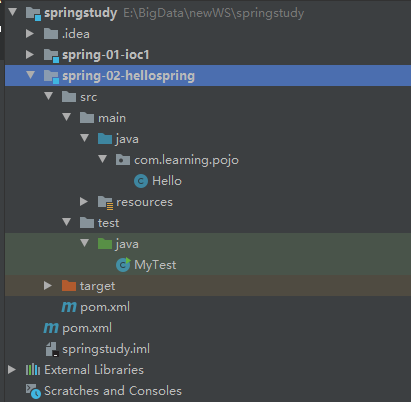 springstudy E:\BigData\newWS\springstudy
.idea
spring-01-ioc1
spring-02-hellospring
src
main
java
com.learning.pojo
Hello
resources
test
java
MyTest
target
pom.xml
pom.xml
springstudy.iml
External Libraries
Scratches and Consoles